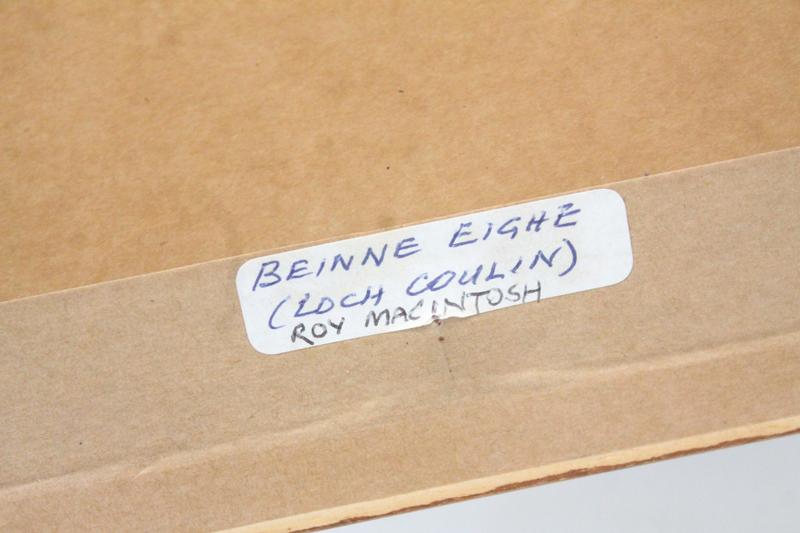 BEINNE EIGHE
(LOCH COULIN)
ROY MACINTOSH